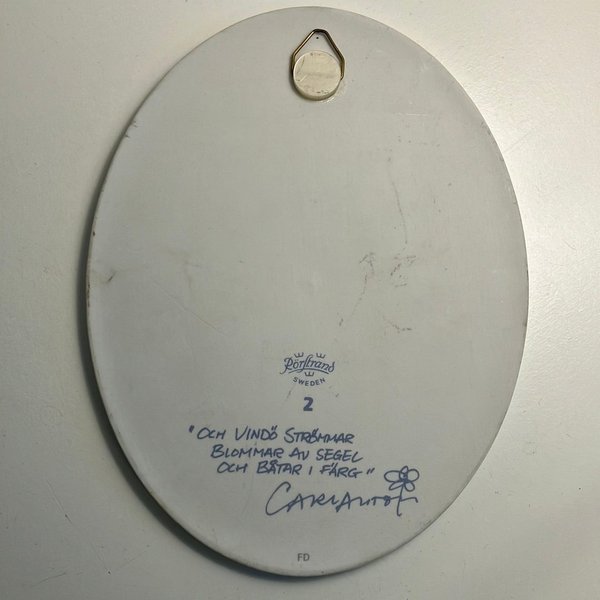 Rörstrand
SWEDEN
2
"OCH VINDÖ STRÖMMAR
BLOMMAR AV SEGEL
OCH BÅTAR I FÄRG"
FD